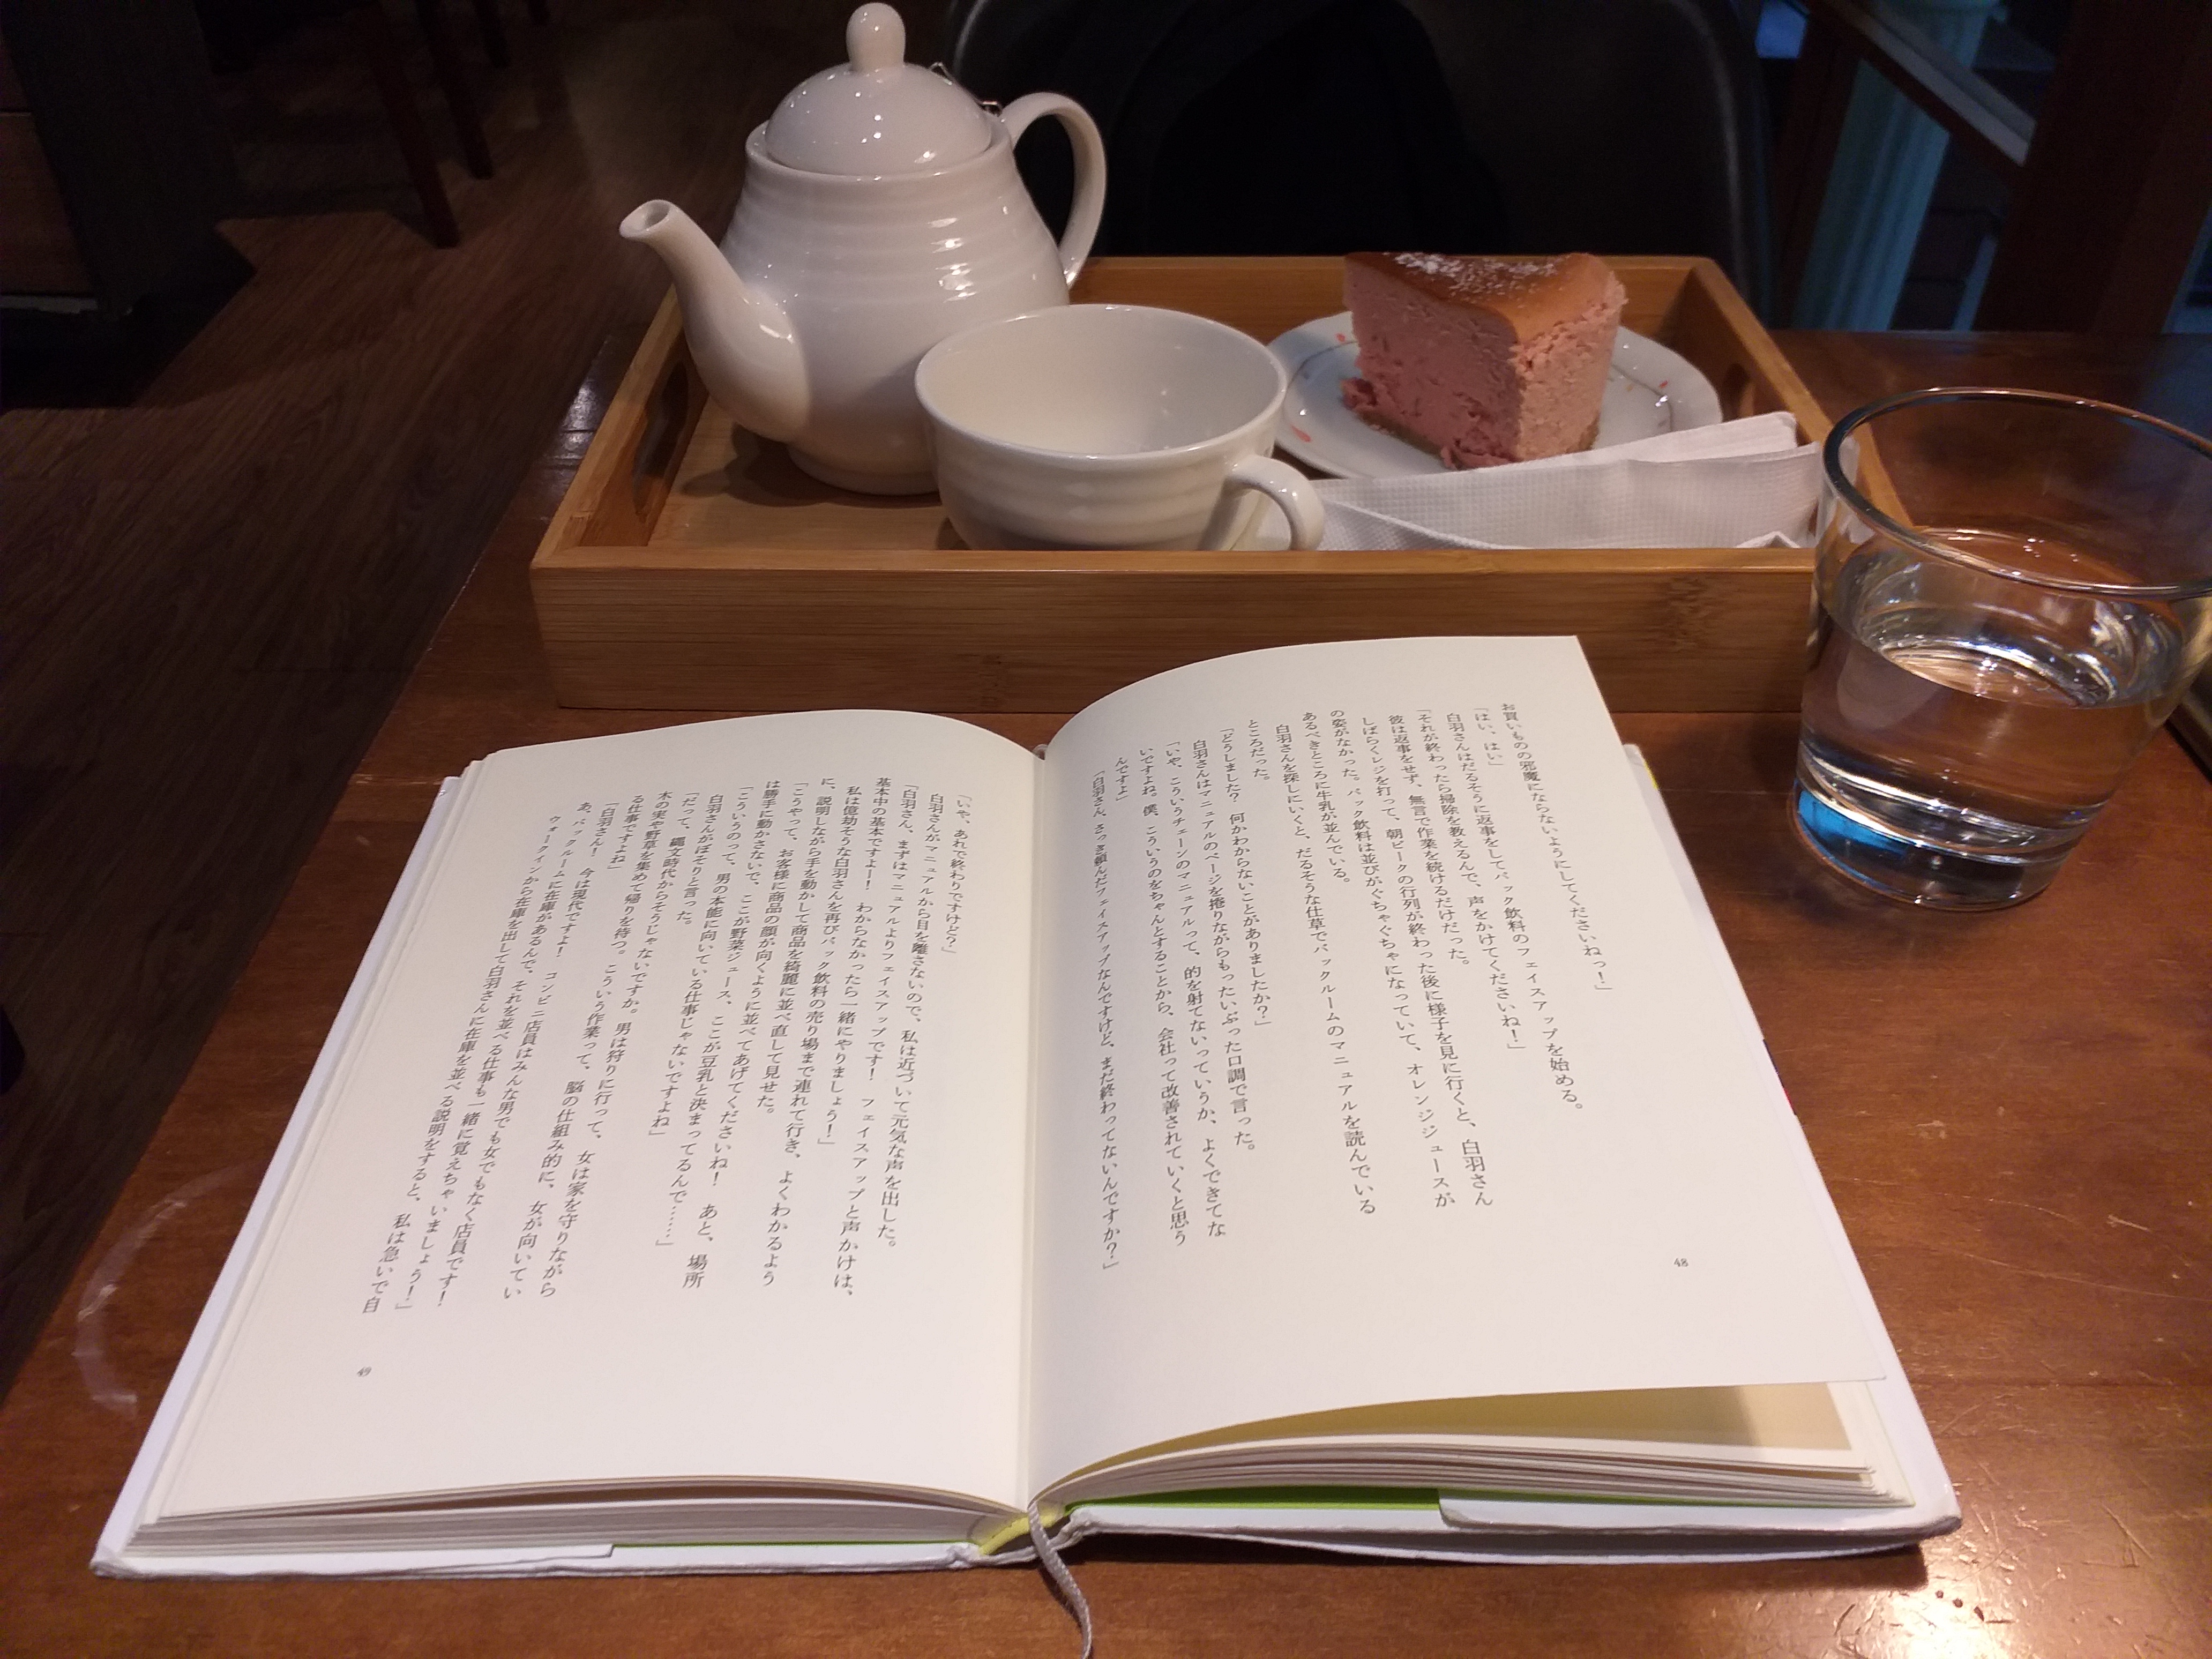 お買いものの邪魔にならないようにしてくださいねっ！」
「はい、はい」
白羽さんはだるそうに返事をしてパック飲料のフェイスアップを始める。
「それが終わったら掃除を教えるんで、声をかけてくださいね！」
彼は返事をせず、無言で作業を続けるだけだった。
しばらくレジを打って、朝ピークの行列が終わった後に様子を見に行くと、白羽さん
の姿がなかった。パック飲料は並びがぐちゃぐちゃになっていて、オレンジジュースが
あるべきところに牛乳が並んでいる。
白羽さんを探しにいくと、だるそうな仕草でバックルームのマニュアルを読んでいる
ところだった。
「どうしました？　何かわからないことがありましたか？」
白羽さんはマニュアルのページを捲りながらもったいぶった口調で言った。
「いや、こういうチェーンのマニュアルって、的を射てないっていうか、よくできてな
いですよね。僕、こういうのをちゃんとすることから、会社って改善されていくと思う
んですよ」
「白羽さん、さっき頼んだフェイスアップなんですけど、まだ終わってないんですか？」
48
「いや、あれで終わりですけど？」
白羽さんがマニュアルから目を離さないので、私は近づいて元気な声を出した。
「白羽さん、まずはマニュアルよりフェイスアップです！　フェイスアップと声かけは、
基本中の基本ですよー！　わからなかったら一緒にやりましょう！」
私は億劫そうな白羽さんを再びパック飲料の売り場まで連れて行き、よくわかるよう
に、説明しながら手を動かして商品を綺麗に並べ直して見せた。
「こうやって、お客様に商品の顔が向くように並べてあげてくださいね！　あと、場所
は勝手に動かさないで、ここが野菜ジュース、ここが豆乳と決まってるんで……」
「こういうのって、男の本能に向いている仕事じゃないですよね」
白羽さんがぼそりと言った。
「だって、縄文時代からそうじゃないですか。男は狩りに行って、女は家を守りながら
木の実や野草を集めて帰りを待つ。こういう作業って、脳の仕組み的に、女が向いてい
る仕事ですよね」
「白羽さん！　今は現代ですよ！　コンビニ店員はみんな男でも女でもなく店員です！
あ、バックルームに在庫があるんで、それを並べる仕事も一緒に覚えちゃいましょう！」
ウォークインから在庫を出して白羽さんに在庫を並べる説明をすると、私は急いで自
49